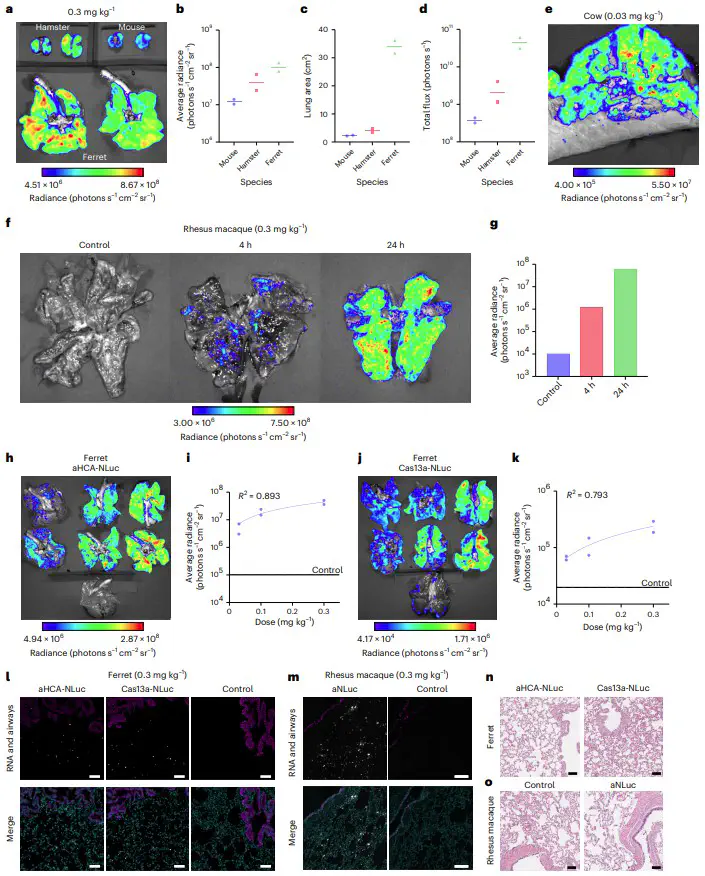 a
0.3 mg kg⁻¹
Hamster
Mouse
Ferret
4.51 × 10⁶
8.67 × 10⁸
Radiance (photons s⁻¹ cm⁻² sr⁻¹)
b
Average radiance
(photons s⁻¹ cm⁻² sr⁻¹)
10⁹
10⁸
10⁷
10⁶
Mouse
Hamster
Ferret
Species
c
Lung area (cm²)
40
30
20
10
0
Mouse
Hamster
Ferret
Species
d
Total flux (photons s⁻¹)
10¹¹
10¹⁰
10⁹
10⁸
Mouse
Hamster
Ferret
Species
e
Cow (0.03 mg kg⁻¹)
4.00 × 10⁵
5.50 × 10⁷
Radiance (photons s⁻¹ cm⁻² sr⁻¹)
f
Rhesus macaque (0.3 mg kg⁻¹)
Control
4 h
24 h
3.00 × 10⁶
7.50 × 10⁸
Radiance (photons s⁻¹ cm⁻² sr⁻¹)
g
Average radiance
(photons s⁻¹ cm⁻² sr⁻¹)
10⁸
10⁷
10⁶
10⁵
10⁴
10³
Control
4 h
24 h
h
Ferret
aHCA-NLuc
4.94 × 10⁶
2.87 × 10⁸
Radiance (photons s⁻¹ cm⁻² sr⁻¹)
i
Average radiance
(photons s⁻¹ cm⁻² sr⁻¹)
10⁸
10⁷
10⁶
10⁵
10⁴
R² = 0.893
Control
0
0.1
0.2
0.3
Dose (mg kg⁻¹)
j
Ferret
Cas13a-NLuc
4.17 × 10⁴
1.71 × 10⁶
Radiance (photons s⁻¹ cm⁻² sr⁻¹)
k
Average radiance
(photons s⁻¹ cm⁻² sr⁻¹)
10⁶
10⁵
10⁴
R² = 0.793
Control
0
0.1
0.2
0.3
Dose (mg kg⁻¹)
l
Ferret (0.3 mg kg⁻¹)
aHCA-NLuc
Cas13a-NLuc
Control
RNA and airways
Merge
m
Rhesus macaque (0.3 mg kg⁻¹)
aNLuc
Control
RNA and airways
Merge
n
aHCA-NLuc
Cas13a-NLuc
Ferret
o
Control
aNLuc
Rhesus macaque